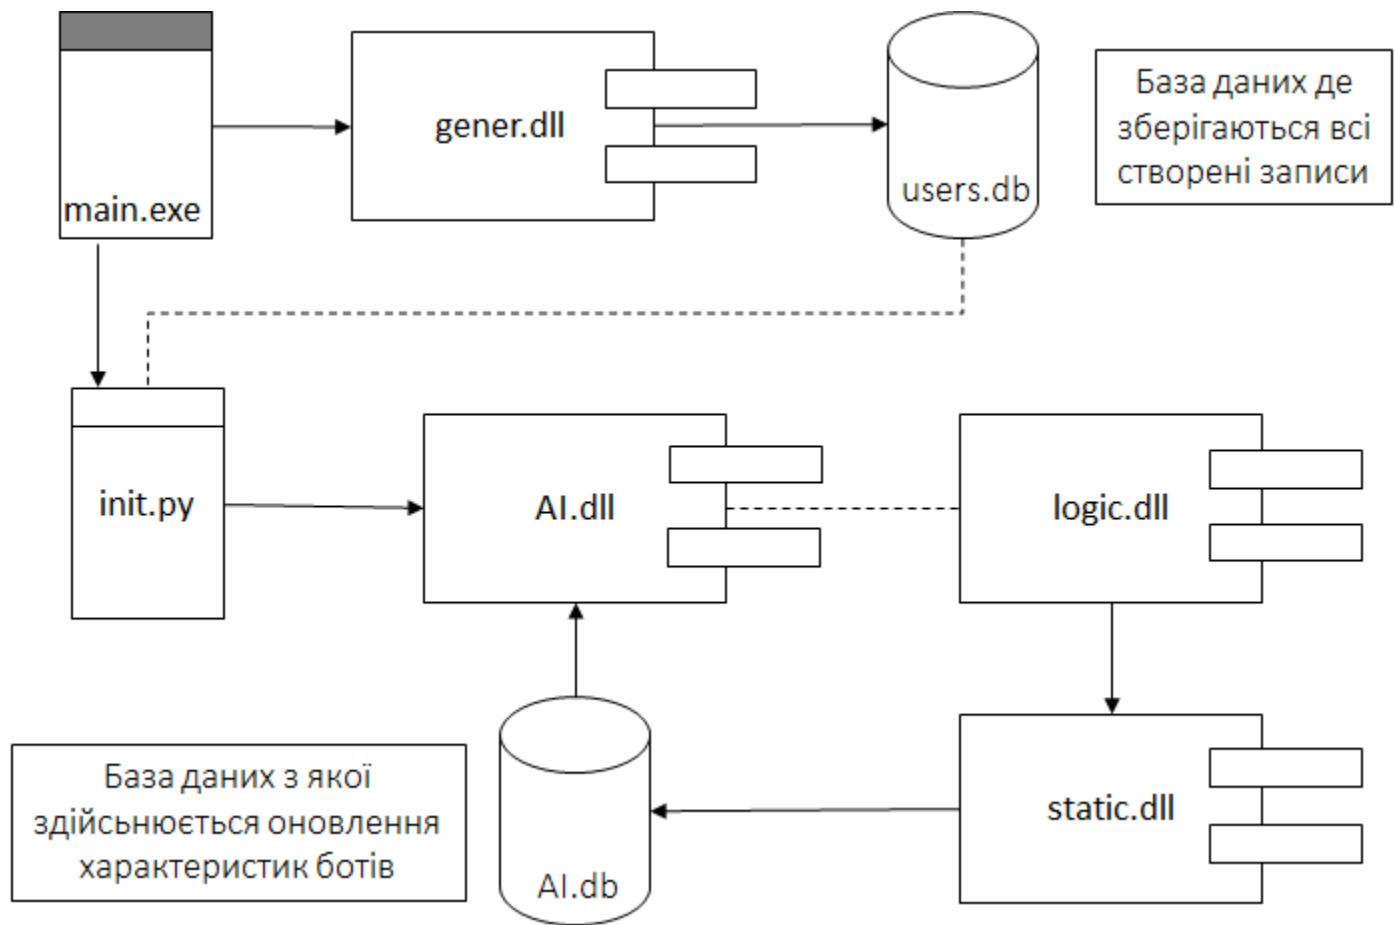 gener.dll
main.exe
users.db
База даних де
зберігаються всі
створені записи
init.py
AI.dll
logic.dll
База даних з якої
здійсьнюється оновлення
характеристик ботів
AI.db
static.dll